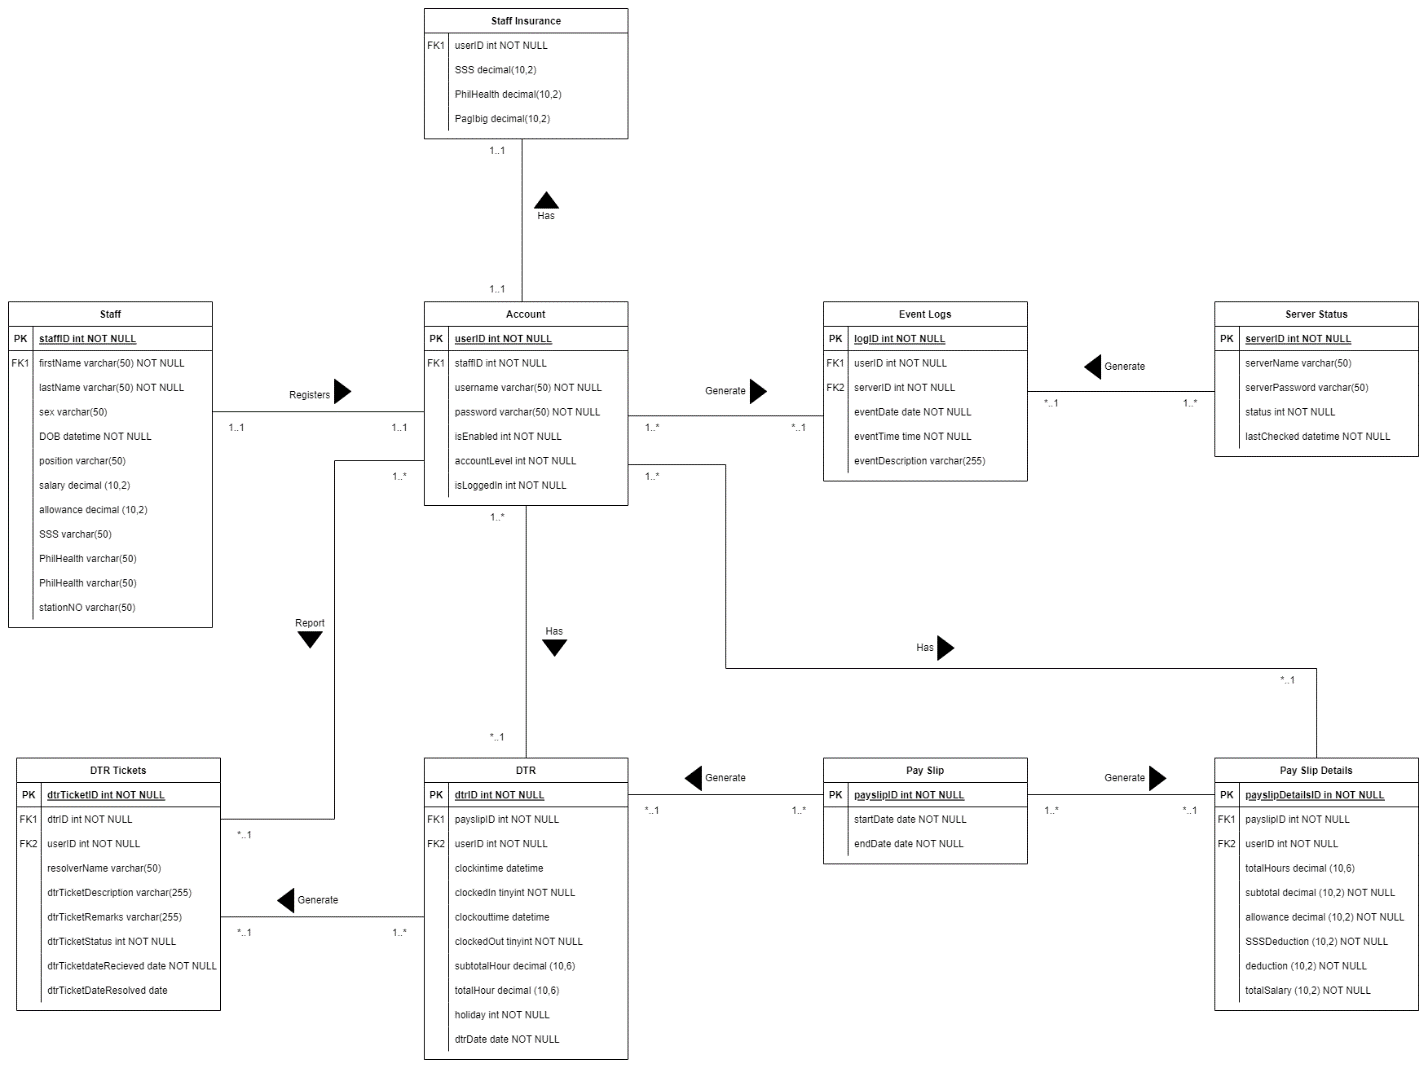 Staff Insurance
FK1 userID int NOT NULL
SSS decimal(10,2)
PhilHealth decimal(10,2)
PagIbig decimal(10,2)
1..1
Has
1..1
Staff
PK staffID int NOT NULL
FK1 firstName varchar(50) NOT NULL
lastName varchar(50) NOT NULL
sex varchar(50)
DOB datetime NOT NULL
position varchar(50)
salary decimal (10,2)
allowance decimal (10,2)
SSS varchar(50)
PhilHealth varchar(50)
PhilHealth varchar(50)
stationNO varchar(50)
Registers
1..1
1..1
Account
PK userID int NOT NULL
FK1 staffID int NOT NULL
username varchar(50) NOT NULL
password varchar(50) NOT NULL
isEnabled int NOT NULL
accountLevel int NOT NULL
isLoggedIn int NOT NULL
Generate
1..*
*..1
Event Logs
PK logID int NOT NULL
FK1 userID int NOT NULL
FK2 serverID int NOT NULL
eventDate date NOT NULL
eventTime time NOT NULL
eventDescription varchar(255)
Generate
*..1
1..*
Server Status
PK serverID int NOT NULL
serverName varchar(50)
serverPassword varchar(50)
status int NOT NULL
lastChecked datetime NOT NULL
1..*
1..*
1..*
Report
Has
Has
*..1
*..1
*..1
DTR Tickets
PK dtrTicketID int NOT NULL
FK1 dtrID int NOT NULL
FK2 userID int NOT NULL
resolverName varchar(50)
dtrTicketDescription varchar(255)
dtrTicketRemarks varchar(255)
dtrTicketStatus int NOT NULL
dtrTicketdateRecieved date NOT NULL
dtrTicketDateResolved date
Generate
*..1
1..*
DTR
PK dtrID int NOT NULL
FK1 payslipID int NOT NULL
FK2 userID int NOT NULL
clockintime datetime
clockedIn tinyint NOT NULL
clockouttime datetime
clockedOut tinyint NOT NULL
subtotalHour decimal (10,6)
totalHour decimal (10,6)
holiday int NOT NULL
dtrDate date NOT NULL
Generate
*..1
1..*
Pay Slip
PK payslipID int NOT NULL
startDate date NOT NULL
endDate date NOT NULL
Generate
1..*
*..1
Pay Slip Details
PK payslipDetailsID in NOT NULL
FK1 payslipID int NOT NULL
FK2 userID int NOT NULL
totalHours decimal (10,6)
subtotal decimal (10,2) NOT NULL
allowance decimal (10,2) NOT NULL
SSSDeduction (10,2) NOT NULL
deduction (10,2) NOT NULL
totalSalary (10,2) NOT NULL